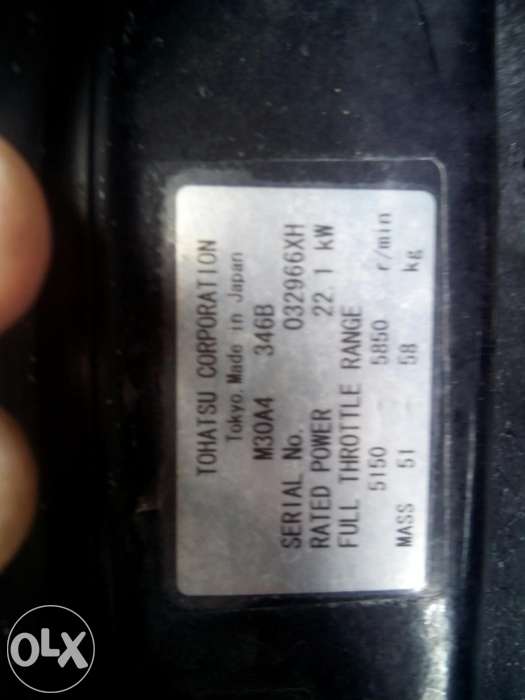 TOHATSU CORPORATION
Tokyo Made in Japan
M30A4 346B
SERIAL No. 032966XH
RATED POWER 22.1 kW
FULL THROTTLE RANGE
5150 5850 r/min
MASS 51 58 kg
OLX